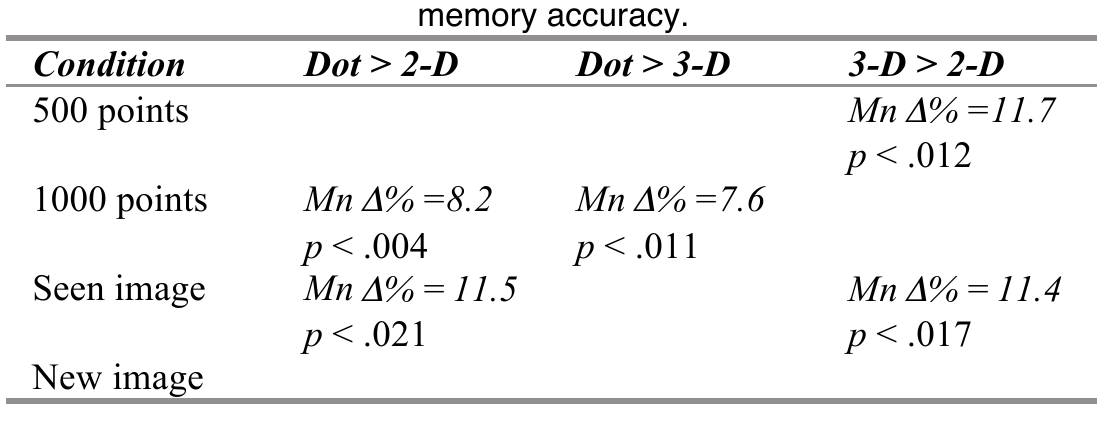 memory accuracy.
Condition Dot > 2-D Dot > 3-D 3-D > 2-D
500 points Mn Δ% =11.7
p < .012
1000 points Mn Δ% =8.2 Mn Δ% =7.6
p < .004 p < .011
Seen image Mn Δ% = 11.5 Mn Δ% = 11.4
p < .021 p < .017
New image